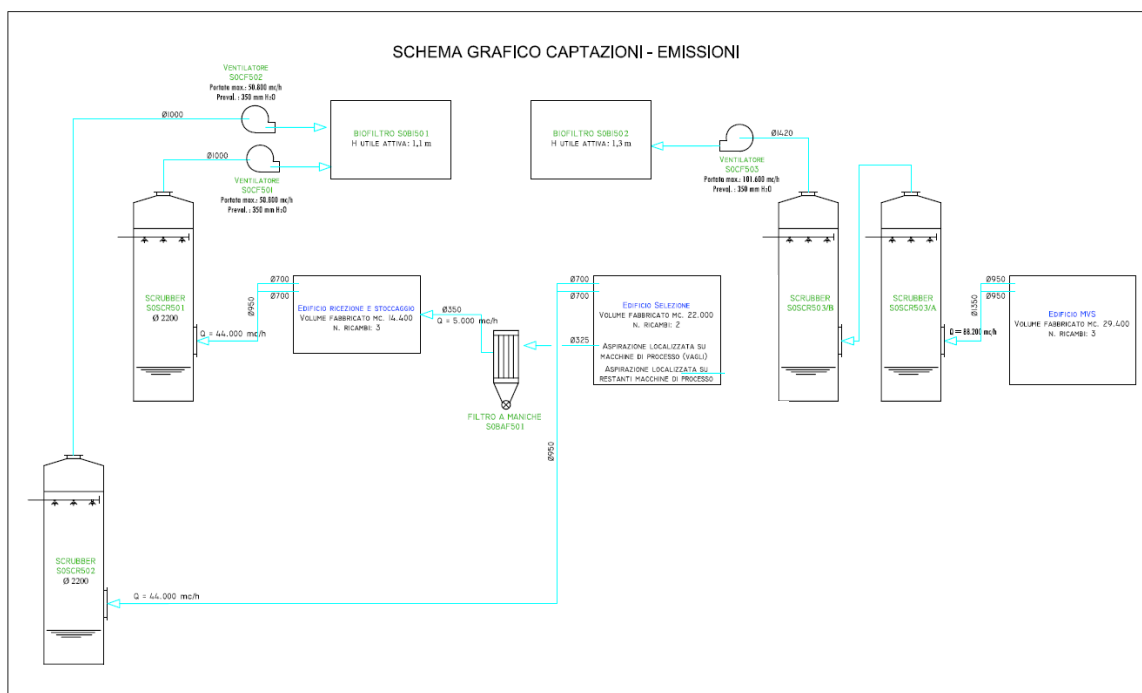 SCHEMA GRAFICO CAPTAZIONI - EMISSIONI
VENTILATORE
S0CF502
Portata max.: 50.800 mc/h
Preval. : 350 mm H2O
Ø1000
BIOFILTRO S0BI501
H UTILE ATTIVA: 1,1 m
Ø1000
VENTILATORE
S0CF501
Portata max.: 50.800 mc/h
Preval. : 350 mm H2O
BIOFILTRO S0BI502
H UTILE ATTIVA: 1,3 m
Ø1420
VENTILATORE
S0CF503
Portata max.: 101.600 mc/h
Preval. : 350 mm H2O
SCRUBBER
S0SCR501
Ø 2200
Q = 44.000 mc/h
Ø950
Ø700
Ø700
EDIFICIO RICEZIONE E STOCCAGGIO
VOLUME FABBRICATO MC. 14.400
N. RICAMBI: 3
Ø350
Q = 5.000 mc/h
FILTRO A MANICHE
S0BAF501
Ø325
Ø700
Ø700
EDIFICIO SELEZIONE
VOLUME FABBRICATO MC. 22.000
N. RICAMBI: 2
ASPIRAZIONE LOCALIZZATA SU
MACCHINE DI PROCESSO (VAGLI)
ASPIRAZIONE LOCALIZZATA SU
RESTANTI MACCHINE DI PROCESSO
Ø950
SCRUBBER
S0SCR503/B
SCRUBBER
S0SCR503/A
Q = 88.200 mc/h
Ø1350
Ø950
Ø950
EDIFICIO MVS
VOLUME FABBRICATO MC. 29.400
N. RICAMBI: 3
SCRUBBER
S0SCR502
Ø 2200
Q = 44.000 mc/h